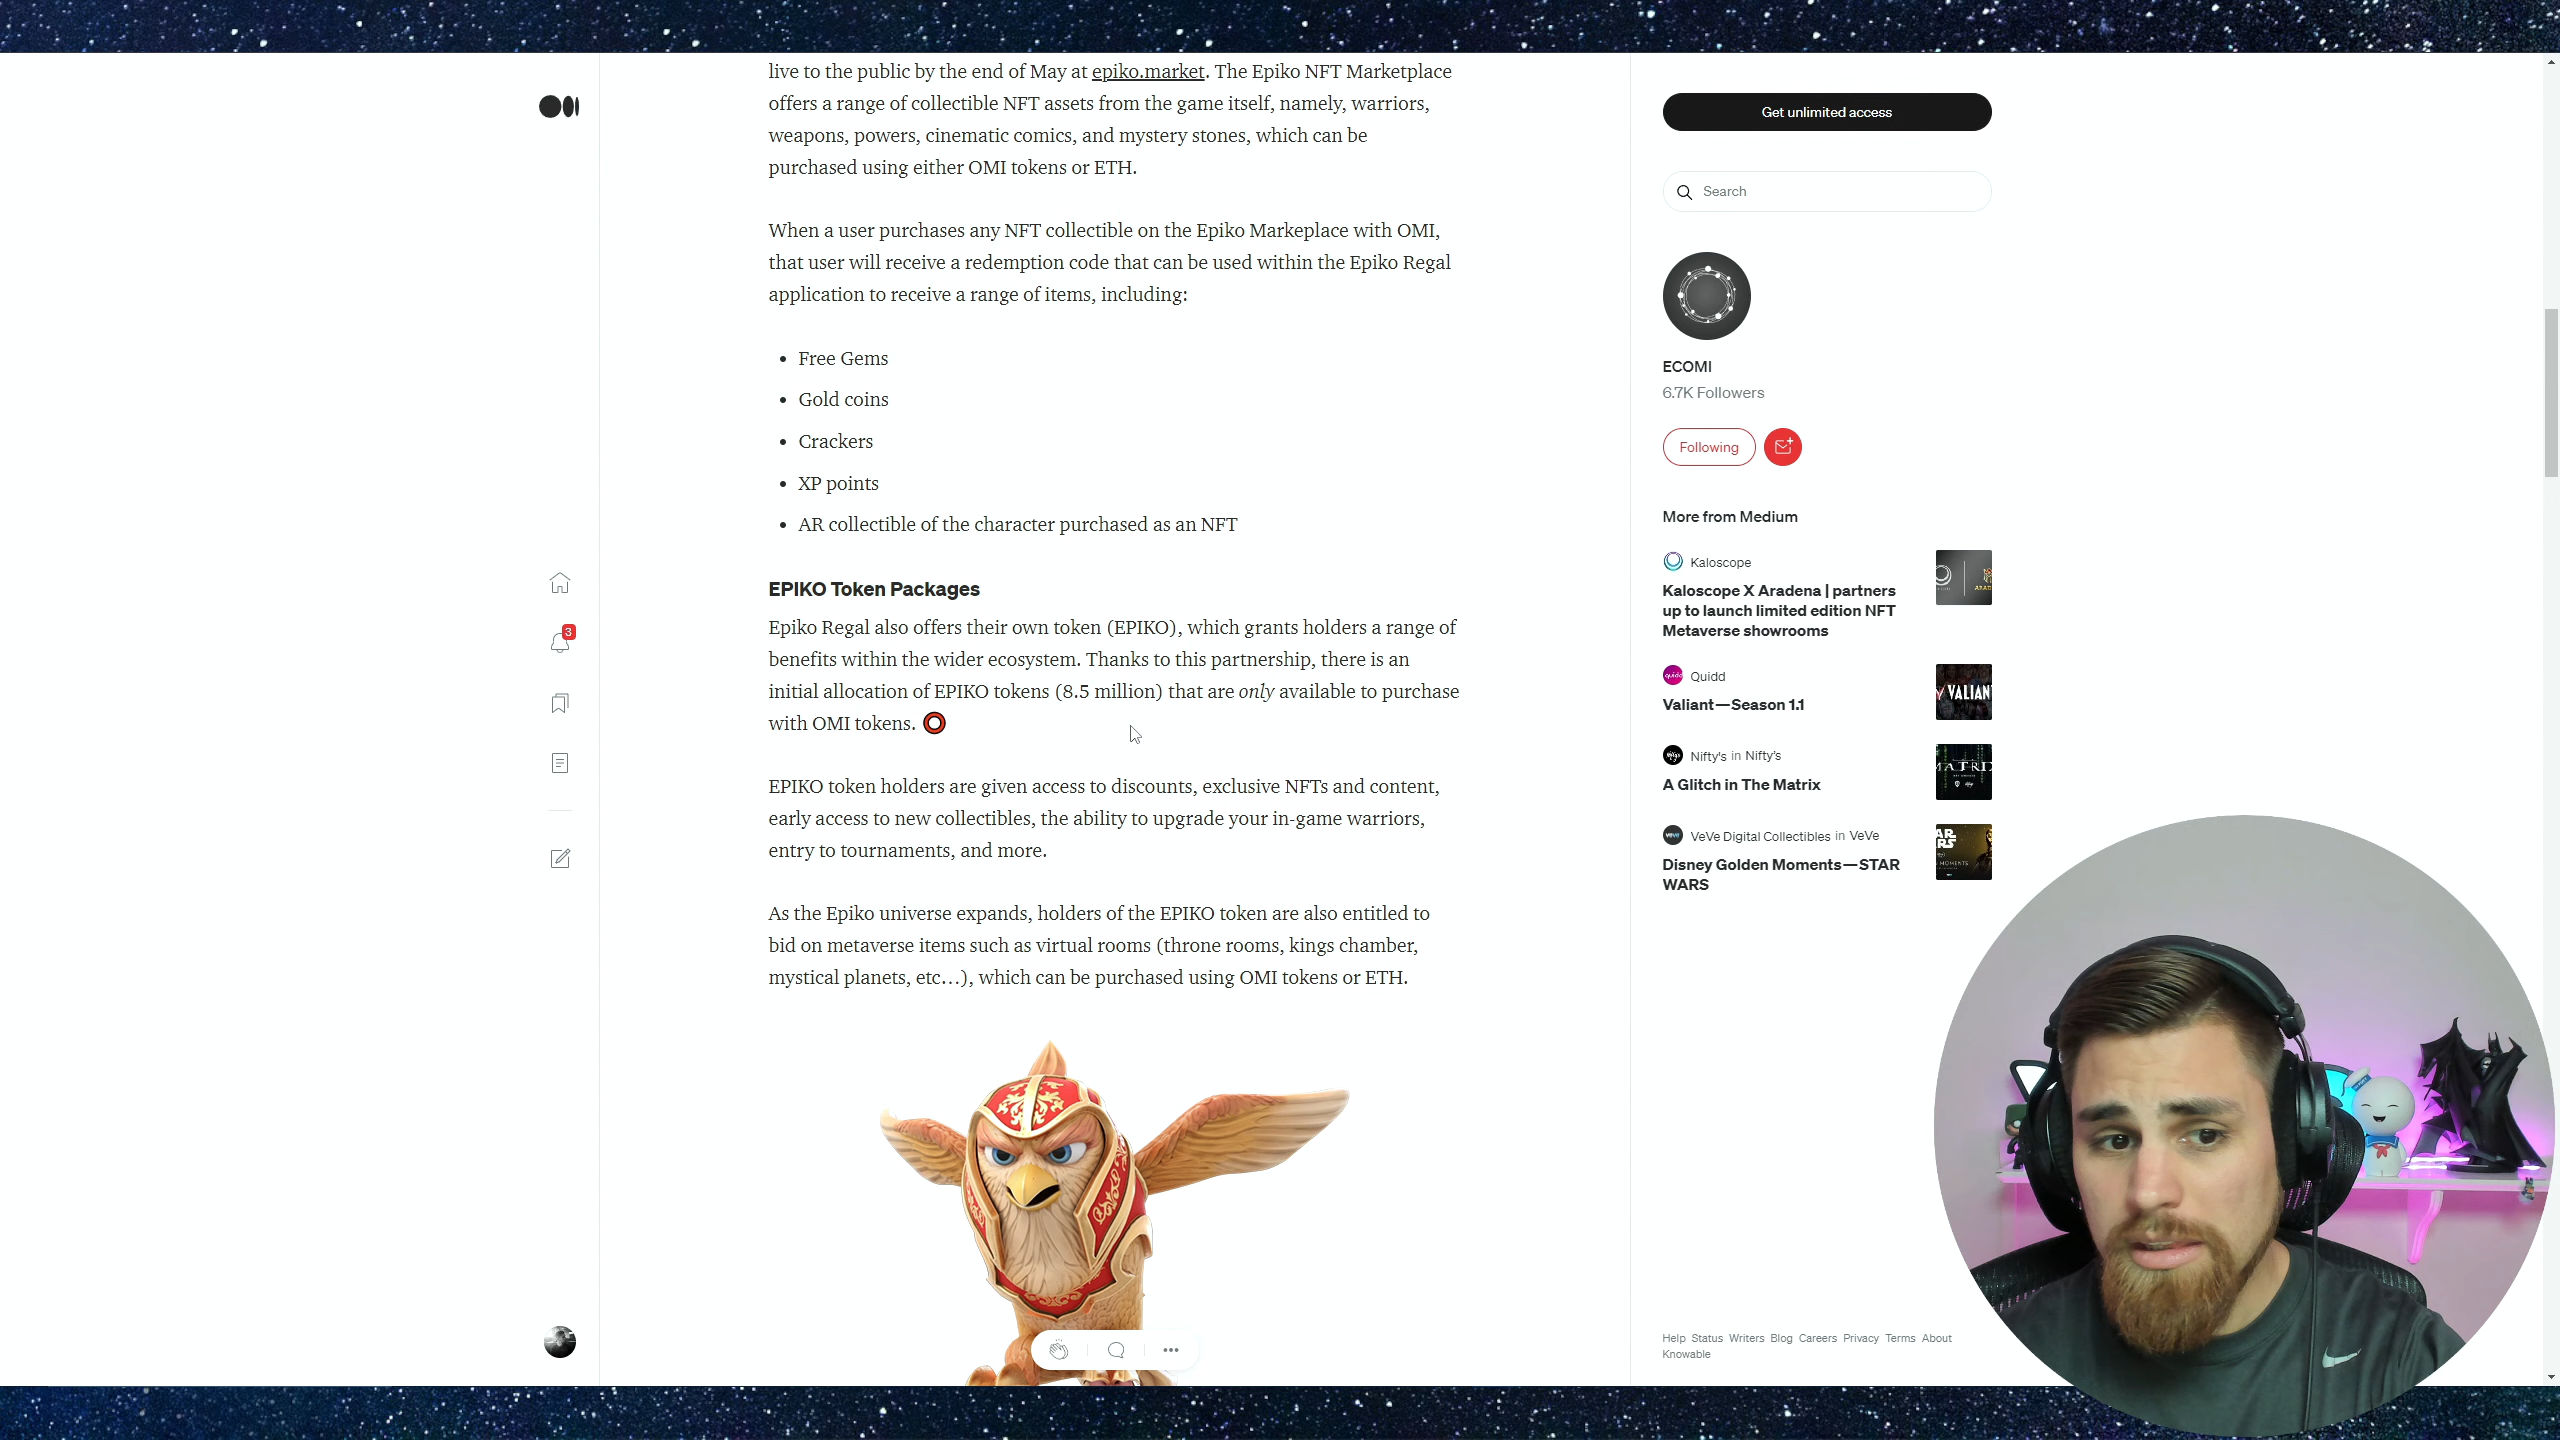 live to the public by the end of May at epiko.market. The Epiko NFT Marketplace
offers a range of collectible NFT assets from the game itself, namely, warriors,
weapons, powers, cinematic comics, and mystery stones, which can be
purchased using either OMI tokens or ETH.
When a user purchases any NFT collectible on the Epiko Markeplace with OMI,
that user will receive a redemption code that can be used within the Epiko Regal
application to receive a range of items, including:
• Free Gems
• Gold coins
• Crackers
• XP points
• AR collectible of the character purchased as an NFT
EPIKO Token Packages
Epiko Regal also offers their own token (EPIKO), which grants holders a range of
benefits within the wider ecosystem. Thanks to this partnership, there is an
initial allocation of EPIKO tokens (8.5 million) that are only available to purchase
with OMI tokens. ⭕
EPIKO token holders are given access to discounts, exclusive NFTs and content,
early access to new collectibles, the ability to upgrade your in-game warriors,
entry to tournaments, and more.
As the Epiko universe expands, holders of the EPIKO token are also entitled to
bid on metaverse items such as virtual rooms (throne rooms, kings chamber,
mystical planets, etc…), which can be purchased using OMI tokens or ETH.
3
Get unlimited access
Search
ECOMI
6.7K Followers
Following
More from Medium
Kaloscope
Kaloscope X Aradena | partners
up to launch limited edition NFT
Metaverse showrooms
Quidd
Valiant—Season 1.1
VALIANT
Nifty's in Nifty's
A Glitch in The Matrix
MATRIX
VeVe Digital Collectibles in VeVe
Disney Golden Moments—STAR
WARS
Help Status Writers Blog Careers Privacy Terms About
Knowable